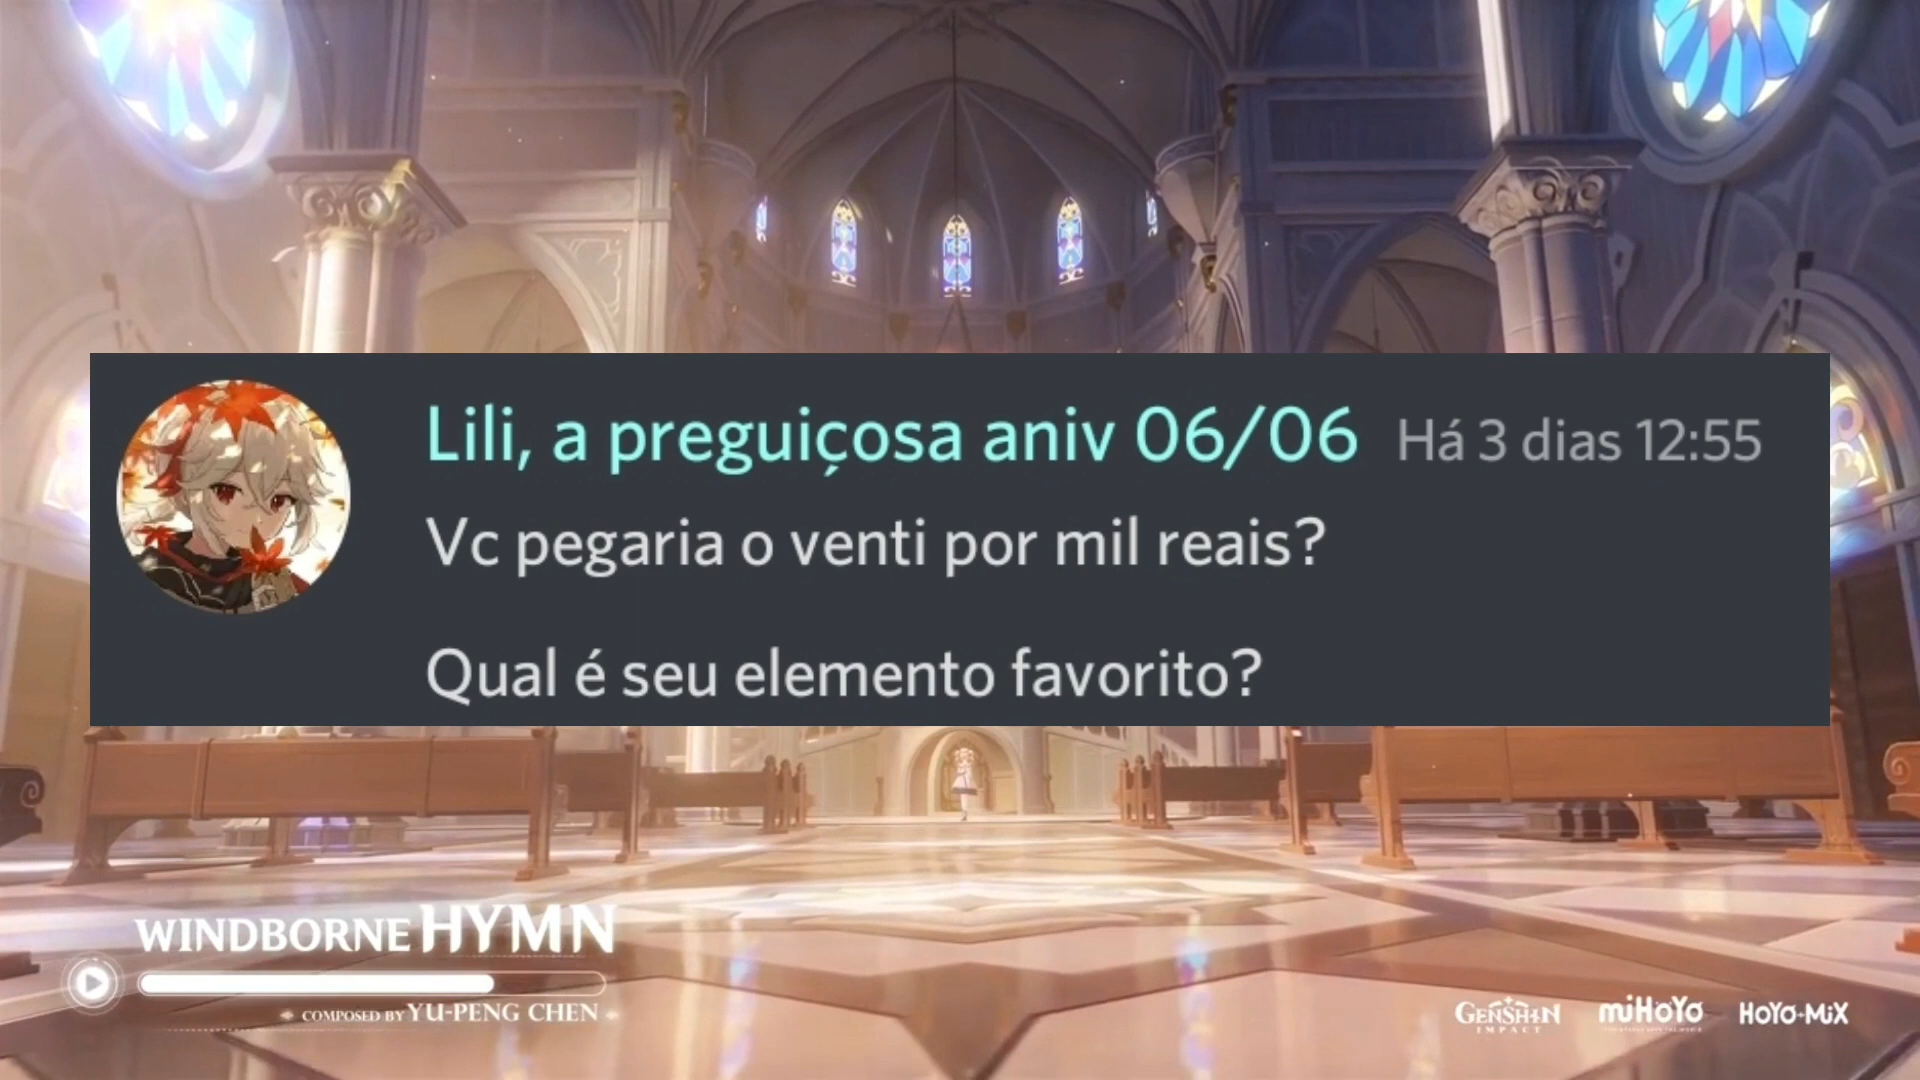 Lili, a preguiçosa aniv 06/06 Há 3 dias 12:55
Vc pegaria o venti por mil reais?
Qual é seu elemento favorito?
WINDBORNE HYMN
COMPOSED BY YU-PENG CHEN
GENSHIN IMPACT miHoYo HOYO-MiX